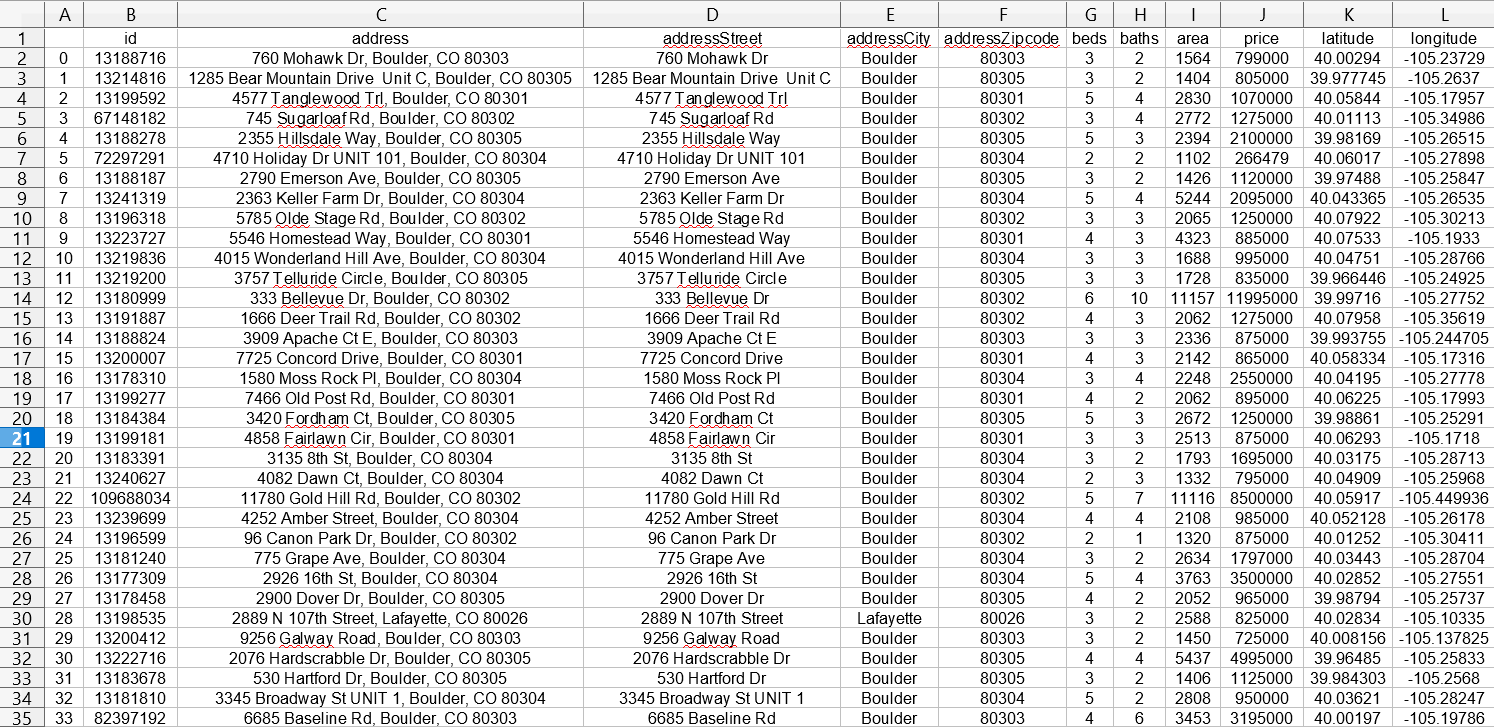 A B C D E F G H I J K L
1 id address addressStreet addressCity addressZipcode beds baths area price latitude longitude
2 0 13188716 760 Mohawk Dr, Boulder, CO 80303 760 Mohawk Dr Boulder 80303 3 2 1564 799000 40.00294 -105.23729
3 1 13214816 1285 Bear Mountain Drive Unit C, Boulder, CO 80305 1285 Bear Mountain Drive Unit C Boulder 80305 3 2 1404 805000 39.977745 -105.2637
4 2 13199592 4577 Tanglewood Trl, Boulder, CO 80301 4577 Tanglewood Trl Boulder 80301 5 4 2830 1070000 40.05844 -105.17957
5 3 67148182 745 Sugarloaf Rd, Boulder, CO 80302 745 Sugarloaf Rd Boulder 80302 3 4 2772 1275000 40.01113 -105.34986
6 4 13188278 2355 Hillsdale Way, Boulder, CO 80305 2355 Hillsdale Way Boulder 80305 5 3 2394 2100000 39.98169 -105.26515
7 5 72297291 4710 Holiday Dr UNIT 101, Boulder, CO 80304 4710 Holiday Dr UNIT 101 Boulder 80304 2 2 1102 266479 40.06017 -105.27898
8 6 13188187 2790 Emerson Ave, Boulder, CO 80305 2790 Emerson Ave Boulder 80305 3 2 1426 1120000 39.97488 -105.25847
9 7 13241319 2363 Keller Farm Dr, Boulder, CO 80304 2363 Keller Farm Dr Boulder 80304 5 4 5244 2095000 40.043365 -105.26535
10 8 13196318 5785 Olde Stage Rd, Boulder, CO 80302 5785 Olde Stage Rd Boulder 80302 3 3 2065 1250000 40.07922 -105.30213
11 9 13223727 5546 Homestead Way, Boulder, CO 80301 5546 Homestead Way Boulder 80301 4 3 4323 885000 40.07533 -105.1933
12 10 13219836 4015 Wonderland Hill Ave, Boulder, CO 80304 4015 Wonderland Hill Ave Boulder 80304 3 3 1688 995000 40.04751 -105.28766
13 11 13219200 3757 Telluride Circle, Boulder, CO 80305 3757 Telluride Circle Boulder 80305 3 3 1728 835000 39.966446 -105.24925
14 12 13180999 333 Bellevue Dr, Boulder, CO 80302 333 Bellevue Dr Boulder 80302 6 10 11157 11995000 39.99716 -105.27752
15 13 13191887 1666 Deer Trail Rd, Boulder, CO 80302 1666 Deer Trail Rd Boulder 80302 4 3 2062 1275000 40.07958 -105.35619
16 14 13188824 3909 Apache Ct E, Boulder, CO 80303 3909 Apache Ct E Boulder 80303 3 3 2336 875000 39.993755 -105.244705
17 15 13200007 7725 Concord Drive, Boulder, CO 80301 7725 Concord Drive Boulder 80301 4 3 2142 865000 40.058334 -105.17316
18 16 13178310 1580 Moss Rock Pl, Boulder, CO 80304 1580 Moss Rock Pl Boulder 80304 3 4 2248 2550000 40.04195 -105.27778
19 17 13199277 7466 Old Post Rd, Boulder, CO 80301 7466 Old Post Rd Boulder 80301 4 2 2062 895000 40.06225 -105.17993
20 18 13184384 3420 Fordham Ct, Boulder, CO 80305 3420 Fordham Ct Boulder 80305 5 3 2672 1250000 39.98861 -105.25291
21 19 13199181 4858 Fairlawn Cir, Boulder, CO 80301 4858 Fairlawn Cir Boulder 80301 3 3 2513 875000 40.06293 -105.1718
22 20 13183391 3135 8th St, Boulder, CO 80304 3135 8th St Boulder 80304 3 2 1793 1695000 40.03175 -105.28713
23 21 13240627 4082 Dawn Ct, Boulder, CO 80304 4082 Dawn Ct Boulder 80304 2 3 1332 795000 40.04909 -105.25968
24 22 109688034 11780 Gold Hill Rd, Boulder, CO 80302 11780 Gold Hill Rd Boulder 80302 5 7 11116 8500000 40.05917 -105.449936
25 23 13239699 4252 Amber Street, Boulder, CO 80304 4252 Amber Street Boulder 80304 4 4 2108 985000 40.052128 -105.26178
26 24 13196599 96 Canon Park Dr, Boulder, CO 80302 96 Canon Park Dr Boulder 80302 2 1 1320 875000 40.01252 -105.30411
27 25 13181240 775 Grape Ave, Boulder, CO 80304 775 Grape Ave Boulder 80304 3 2 2634 1797000 40.03443 -105.28704
28 26 13177309 2926 16th St, Boulder, CO 80304 2926 16th St Boulder 80304 5 4 3763 3500000 40.02852 -105.27551
29 27 13178458 2900 Dover Dr, Boulder, CO 80305 2900 Dover Dr Boulder 80305 4 2 2052 965000 39.98794 -105.25737
30 28 13198535 2889 N 107th Street, Lafayette, CO 80026 2889 N 107th Street Lafayette 80026 3 2 2588 825000 40.02834 -105.10335
31 29 13200412 9256 Galway Road, Boulder, CO 80303 9256 Galway Road Boulder 80303 3 2 1450 725000 40.008156 -105.137825
32 30 13222716 2076 Hardscrabble Dr, Boulder, CO 80305 2076 Hardscrabble Dr Boulder 80305 4 4 5437 4995000 39.96485 -105.25833
33 31 13183678 530 Hartford Dr, Boulder, CO 80305 530 Hartford Dr Boulder 80305 3 2 1406 1125000 39.984303 -105.2568
34 32 13181810 3345 Broadway St UNIT 1, Boulder, CO 80304 3345 Broadway St UNIT 1 Boulder 80304 5 2 2808 950000 40.03621 -105.28247
35 33 82397192 6685 Baseline Rd, Boulder, CO 80303 6685 Baseline Rd Boulder 80303 4 6 3453 3195000 40.00197 -105.19786